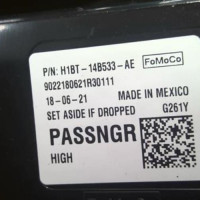 P/N: H1BT-14B533-AE FoMoCo
9022180621R30111
18-06-21 MADE IN MEXICO
SET ASIDE IF DROPPED G261Y
PASSNGR
HIGH